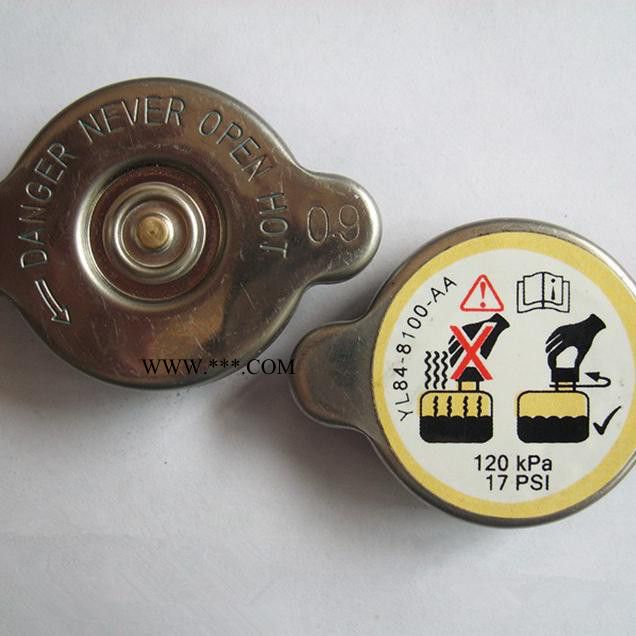 DANGER NEVER OPEN HOT
0.9
WWW.***.COM
YL84-8100-AA
120 kPa
17 PSI